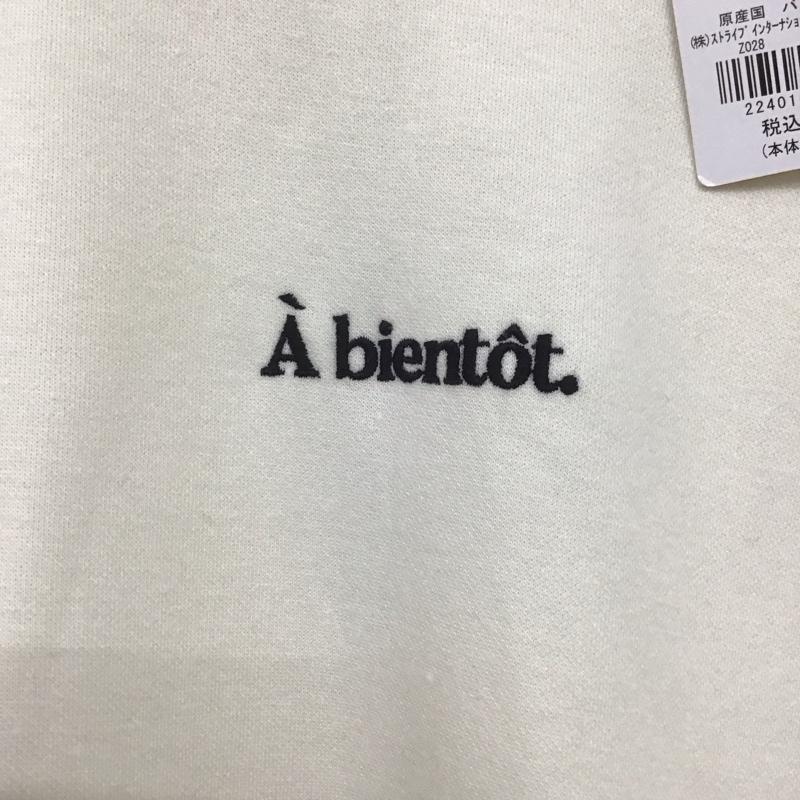 原産国
(株)ストライプ インターナショ
Z028
22401
税込
(本体
À bientôt.